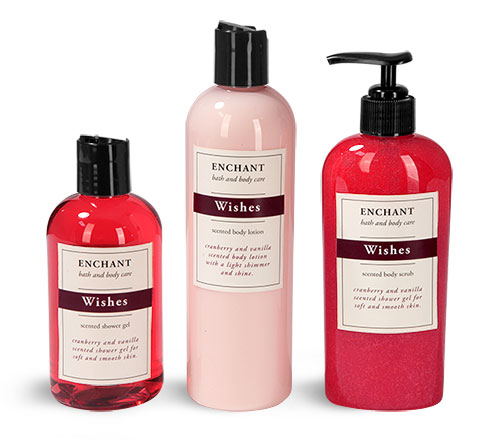 ENCHANT
bath and body care
Wishes
scented shower gel
cranberry and vanilla
scented shower gel for
soft and smooth skin.
ENCHANT
bath and body care
Wishes
scented body lotion
cranberry and vanilla
scented body lotion
with a light shimmer
and shine.
ENCHANT
bath and body care
Wishes
scented body scrub
cranberry and vanilla
scented shower gel for
soft and smooth skin.